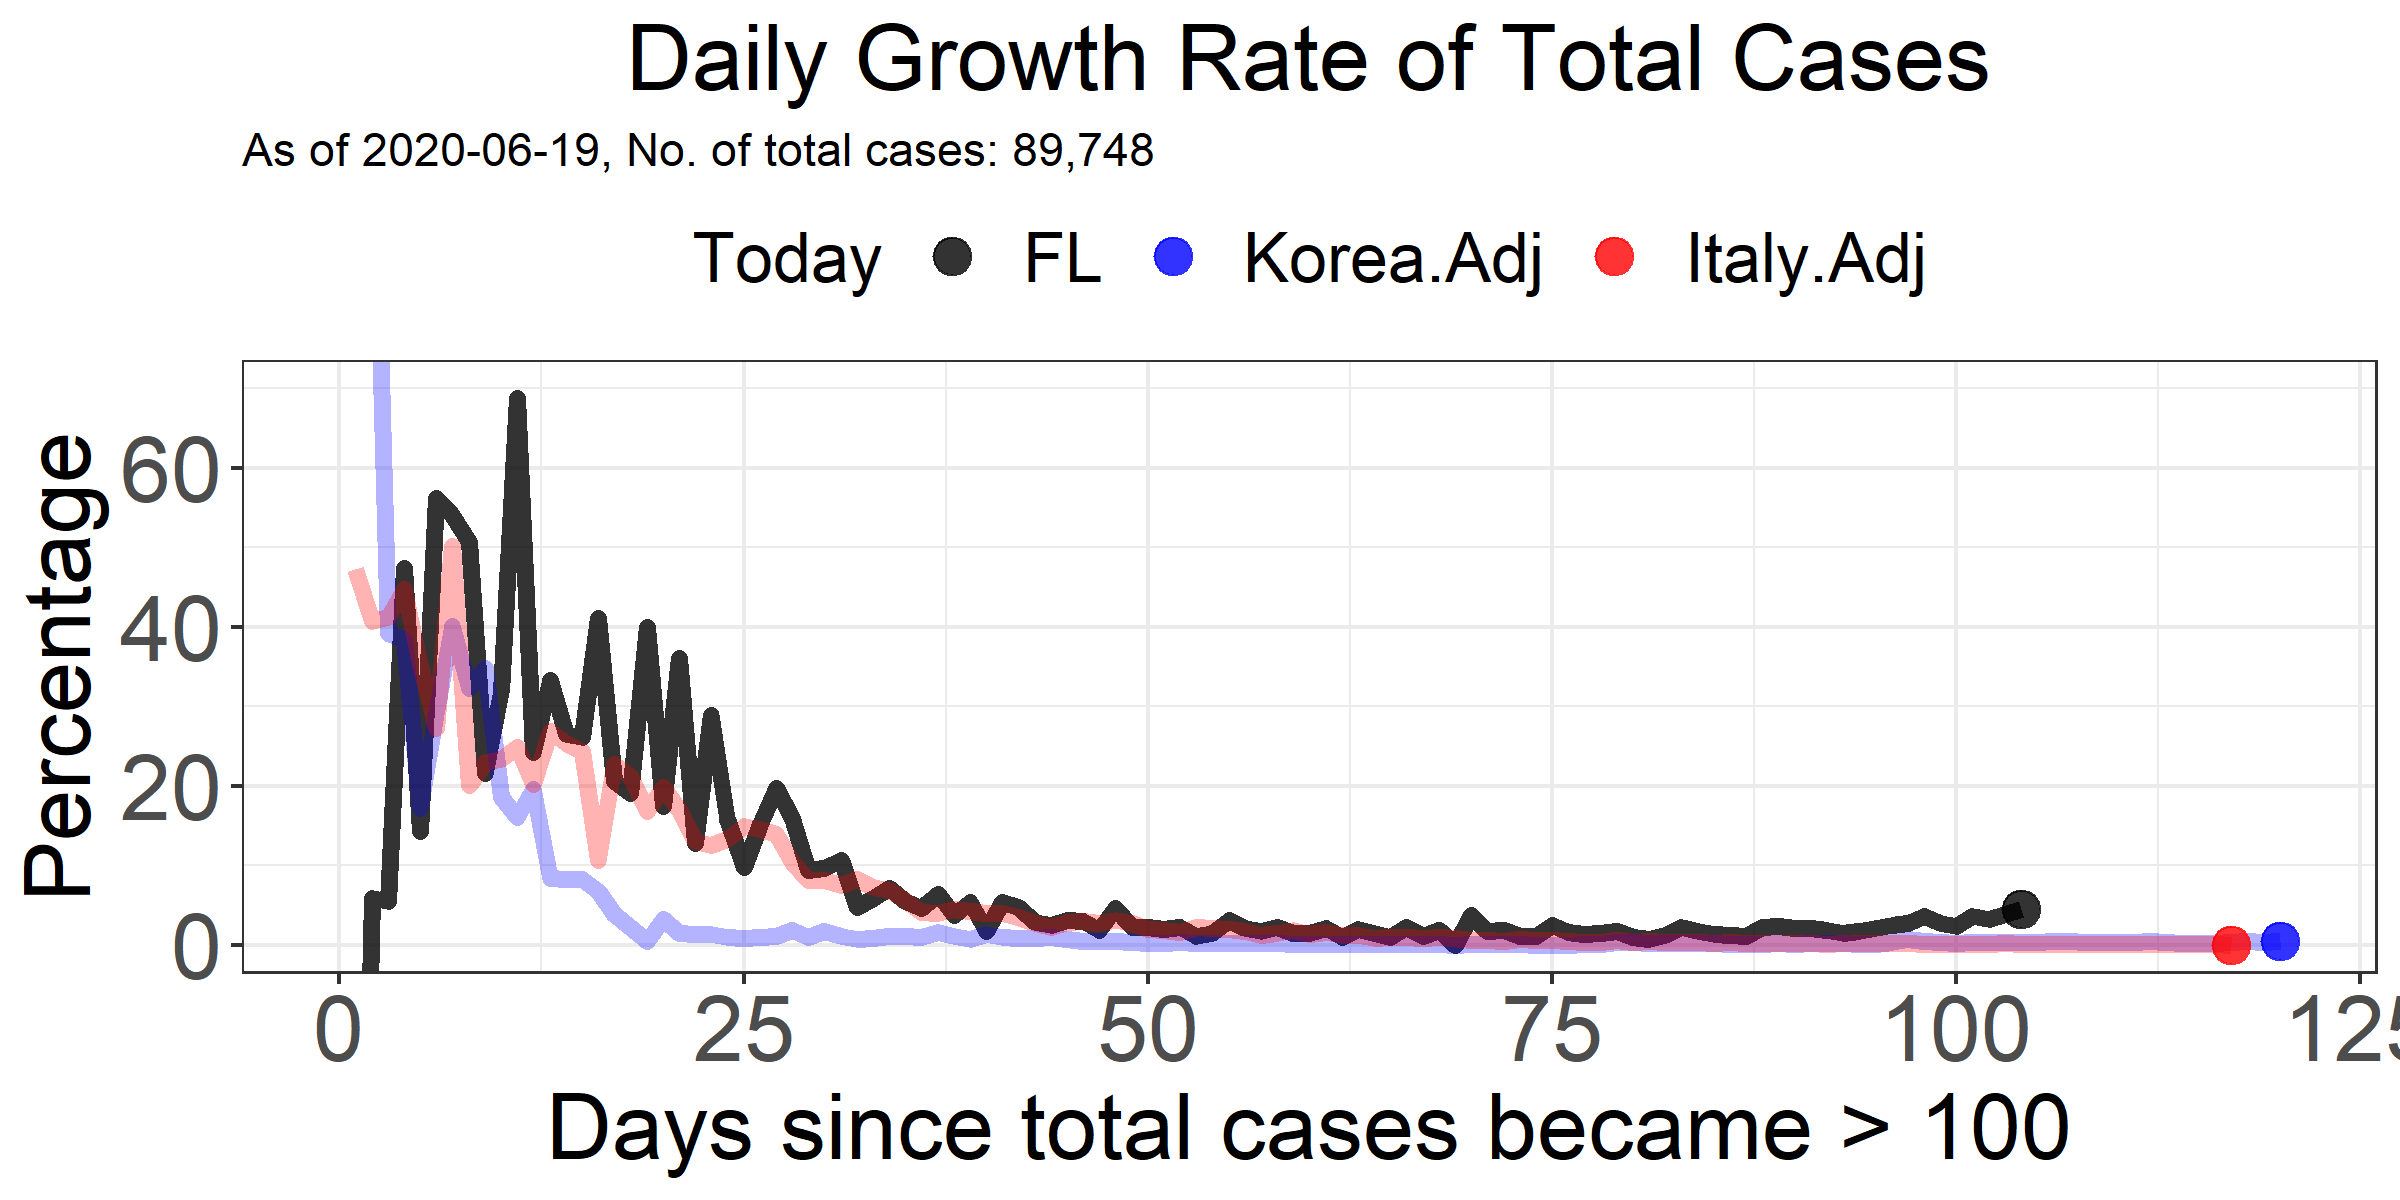 Daily Growth Rate of Total Cases
As of 2020-06-19, No. of total cases: 89,748
Today FL Korea.Adj Italy.Adj
Percentage
60
40
20
0
0 25 50 75 100 125
Days since total cases became > 100